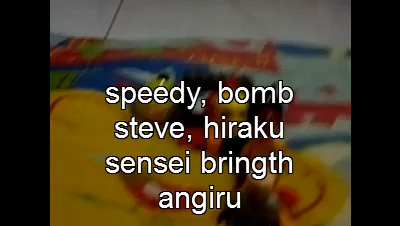 speedy, bomb
steve, hiraku
sensei bringth
angiru